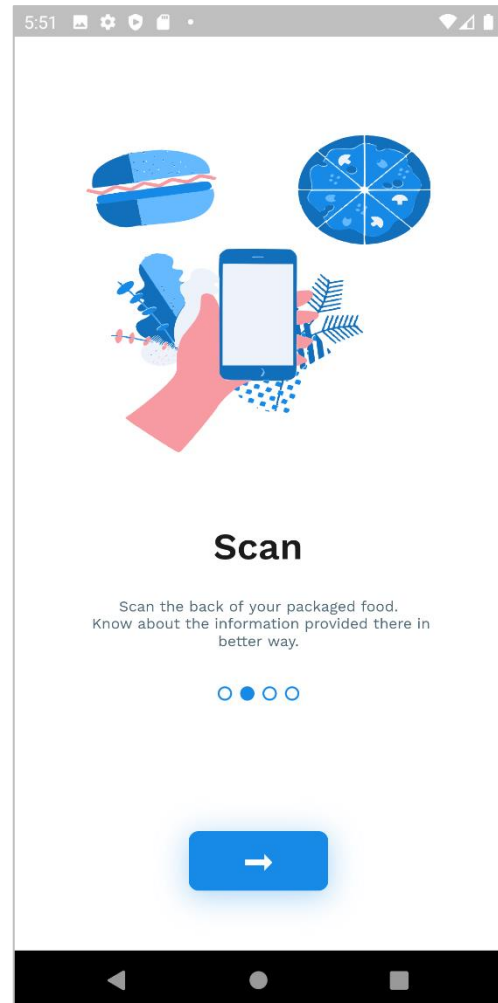 5:51
Scan
Scan the back of your packaged food.
Know about the information provided there in
better way.